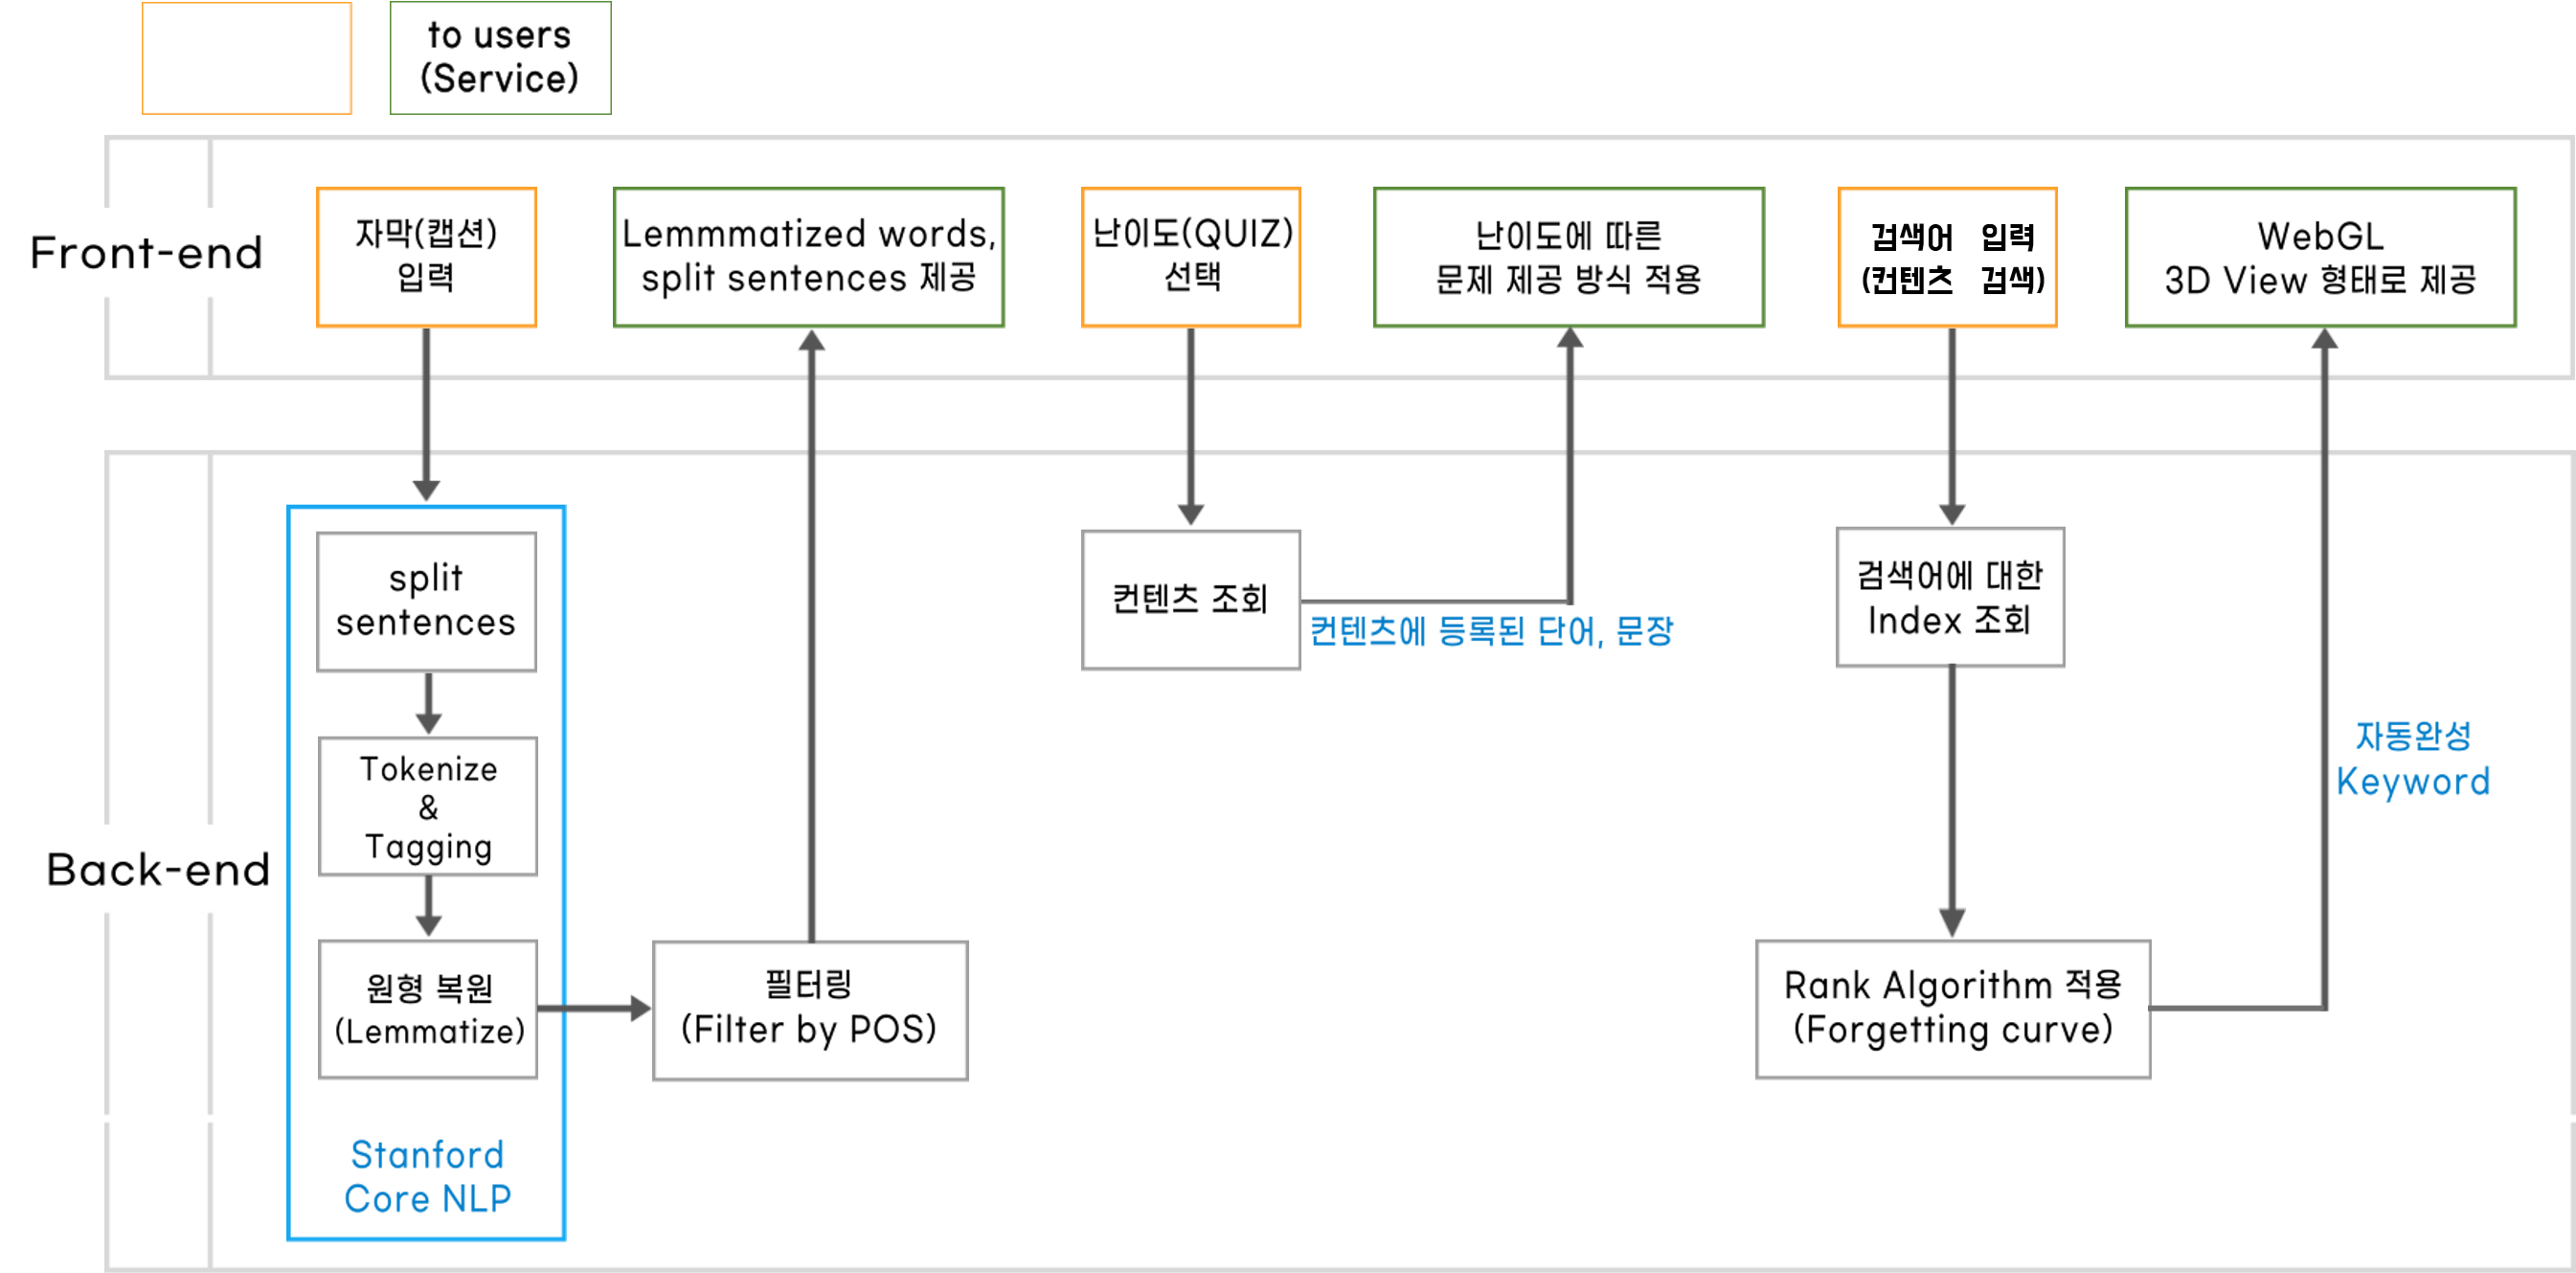 to users
(Service)
Front-end
자막(캡션)
입력
Lemmmatized words,
split sentences 제공
난이도(QUIZ)
선택
난이도에 따른
문제 제공 방식 적용
검색어 입력
(컨텐츠 검색)
WebGL
3D View 형태로 제공
Back-end
split
sentences
Tokenize
&
Tagging
원형 복원
(Lemmatize)
Stanford
Core NLP
필터링
(Filter by POS)
컨텐츠 조회
컨텐츠에 등록된 단어, 문장
검색어에 대한
Index 조회
Rank Algorithm 적용
(Forgetting curve)
자동완성
Keyword